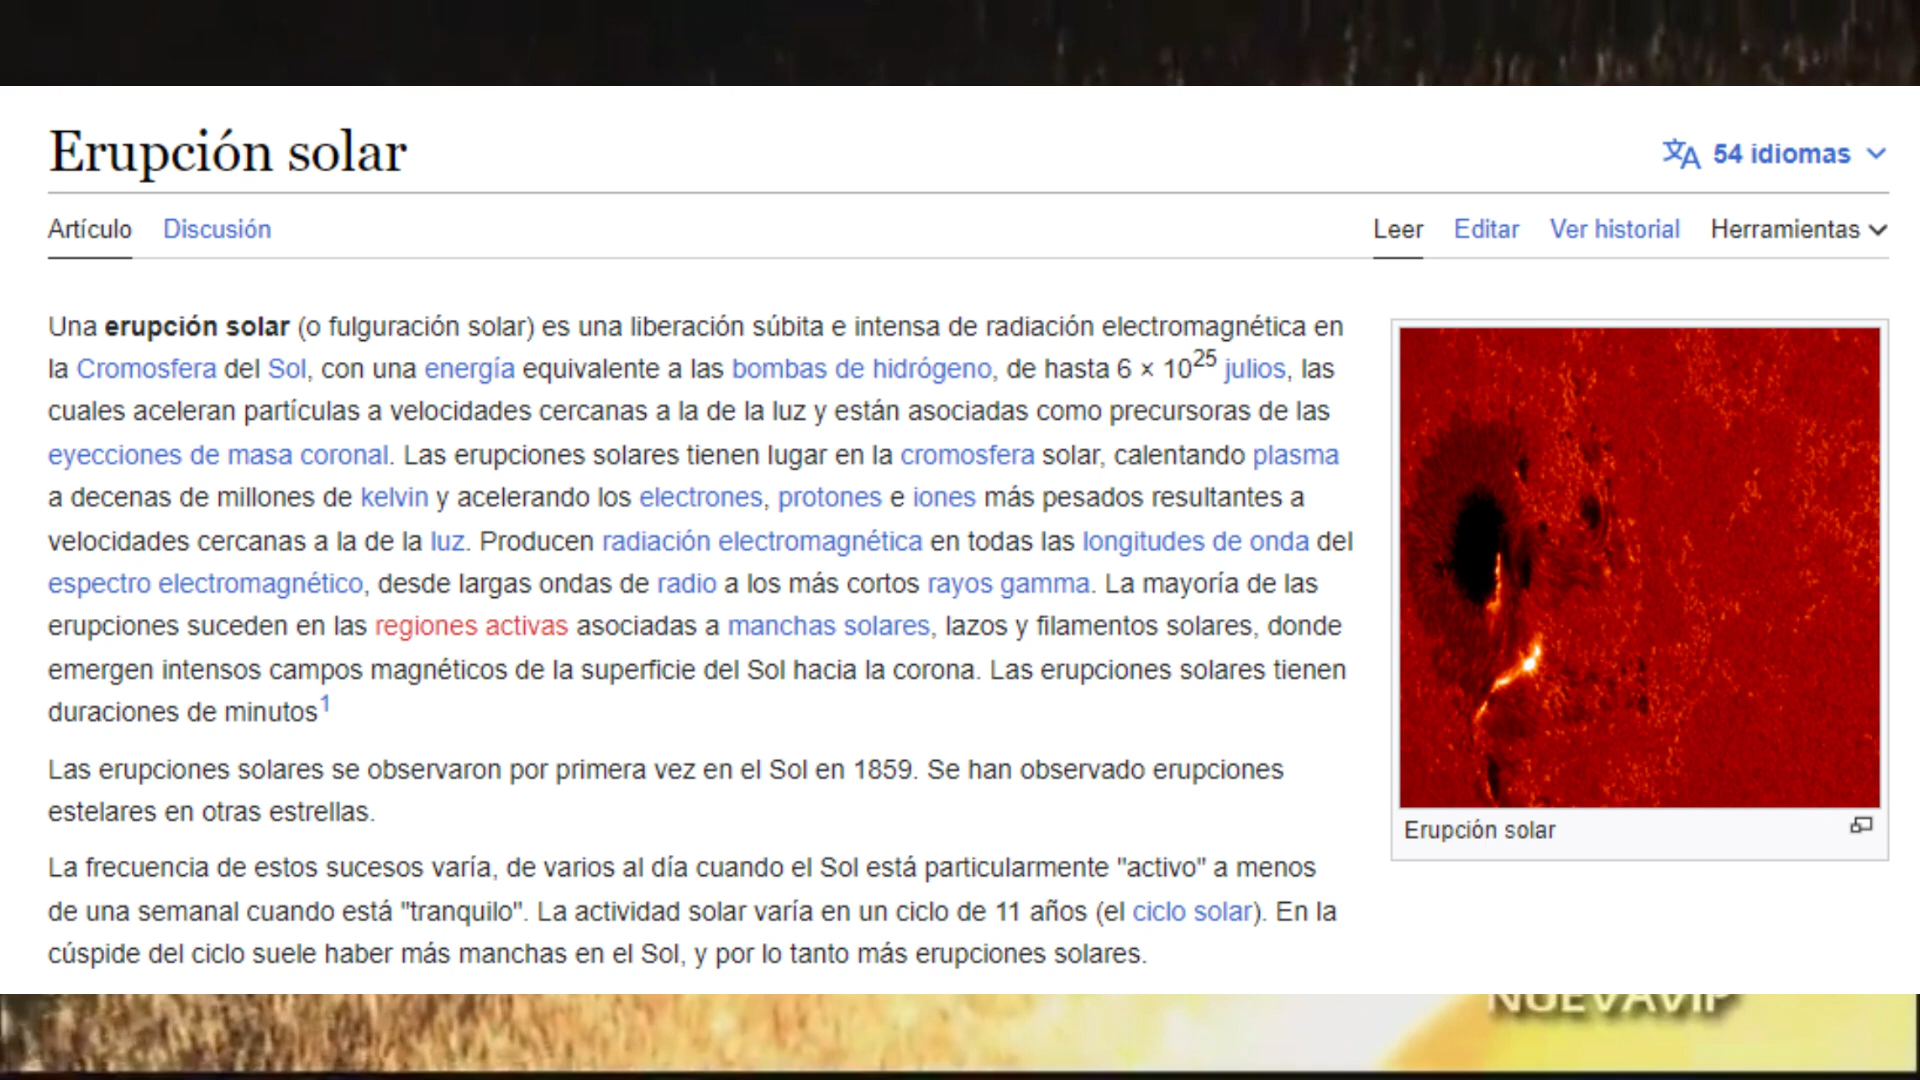 Erupción solar
54 idiomas
Artículo Discusión
Leer Editar Ver historial Herramientas
Una erupción solar (o fulguración solar) es una liberación súbita e intensa de radiación electromagnética en
la Cromosfera del Sol, con una energía equivalente a las bombas de hidrógeno, de hasta 6 × 10²⁵ julios, las
cuales aceleran partículas a velocidades cercanas a la de la luz y están asociadas como precursoras de las
eyecciones de masa coronal. Las erupciones solares tienen lugar en la cromosfera solar, calentando plasma
a decenas de millones de kelvin y acelerando los electrones, protones e iones más pesados resultantes a
velocidades cercanas a la de la luz. Producen radiación electromagnética en todas las longitudes de onda del
espectro electromagnético, desde largas ondas de radio a los más cortos rayos gamma. La mayoría de las
erupciones suceden en las regiones activas asociadas a manchas solares, lazos y filamentos solares, donde
emergen intensos campos magnéticos de la superficie del Sol hacia la corona. Las erupciones solares tienen
duraciones de minutos¹
Las erupciones solares se observaron por primera vez en el Sol en 1859. Se han observado erupciones
estelares en otras estrellas.
La frecuencia de estos sucesos varía, de varios al día cuando el Sol está particularmente "activo" a menos
de una semanal cuando está "tranquilo". La actividad solar varía en un ciclo de 11 años (el ciclo solar). En la
cúspide del ciclo suele haber más manchas en el Sol, y por lo tanto más erupciones solares.
Erupción solar
NUEVAVIP